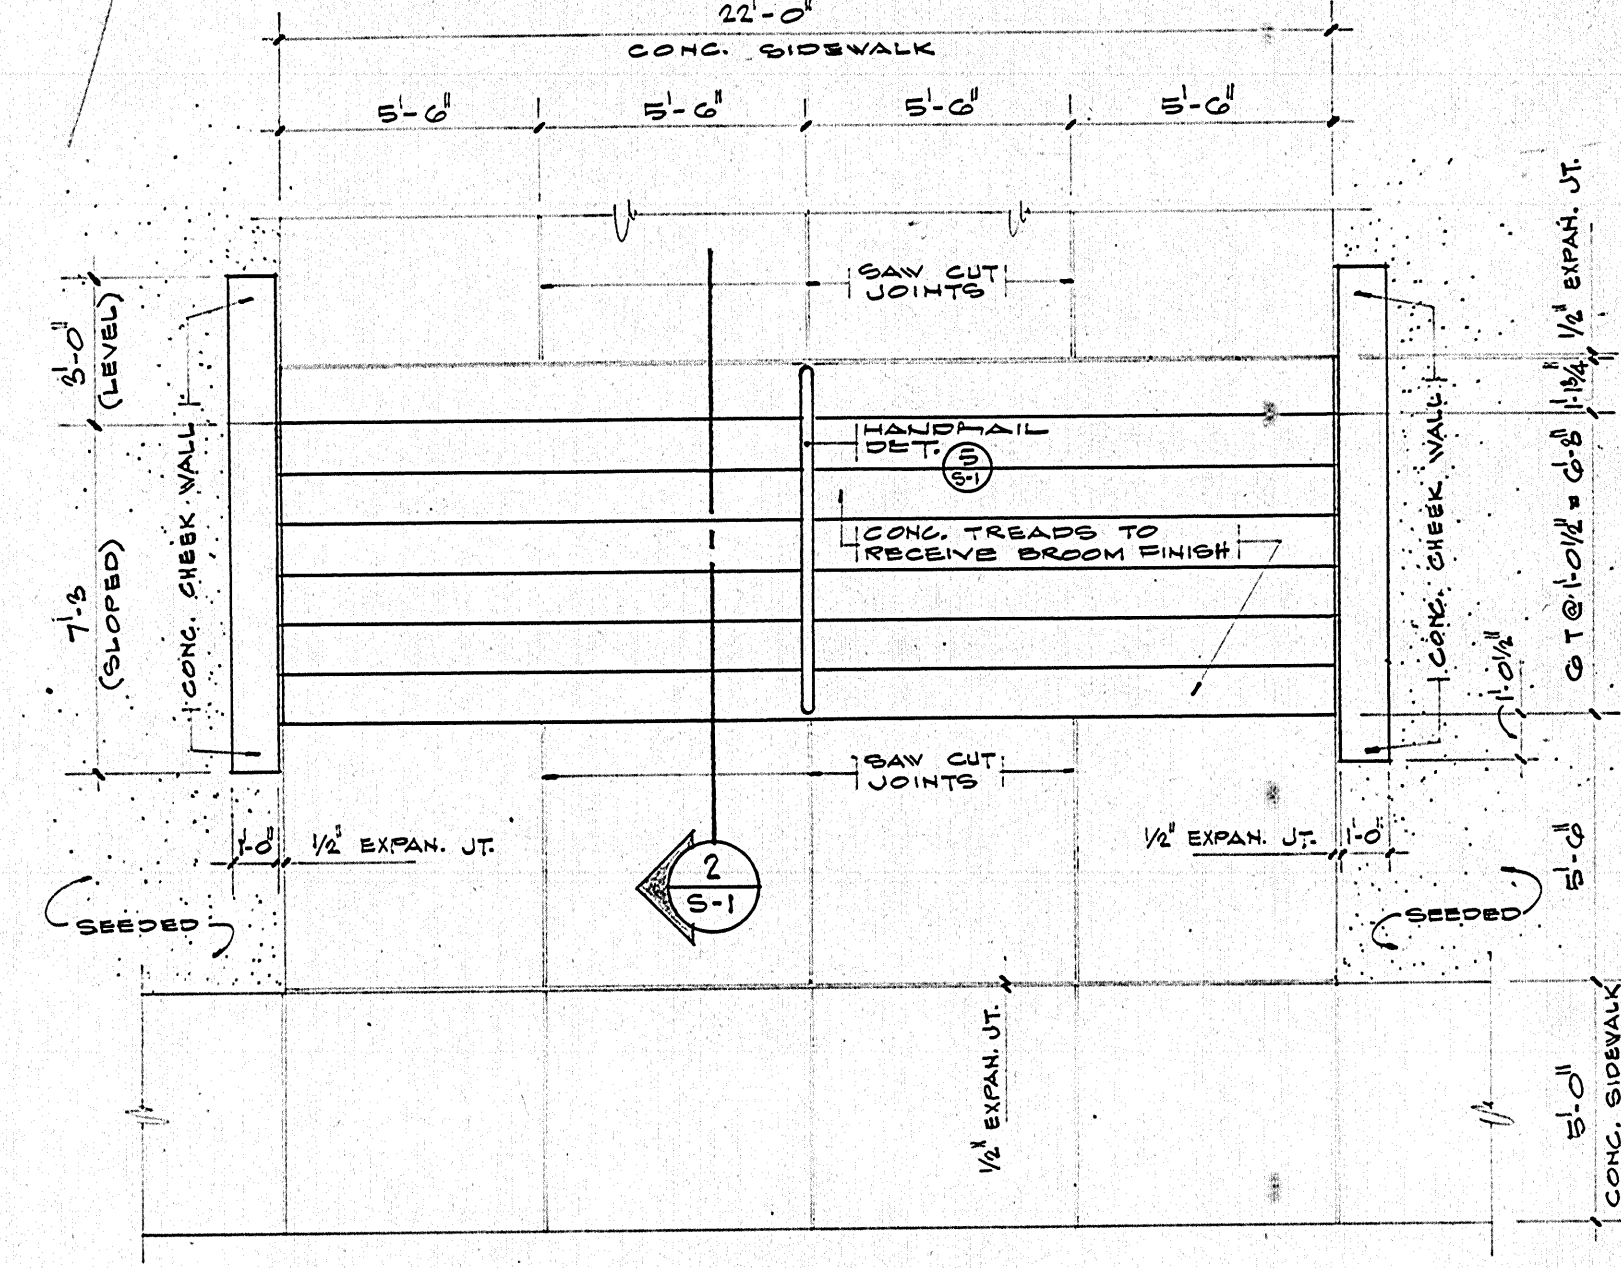 22'-0"
CONC. SIDEWALK
5'-6" 5'-6" 5'-6" 5'-6"
SAW CUT
JOINTS
3'-0"
(LEVEL)
7'-3
(SLOPED)
CONC. CHEEK WALL
HANDRAIL
DET.
5
S-1
CONC. TREADS TO
RECEIVE BROOM FINISH
CONC. CHEEK WALL
1/2" EXPAN. JT.
1'-1 3/4"
6 T @ 1'-0 1/2" = 6'-8"
1'-0 1/2"
SAW CUT
JOINTS
1'-0" 1/2" EXPAN. JT.
1/2" EXPAN. JT. 1'-0"
2
S-1
5'-6"
SEEDED
SEEDED
1/2" EXPAN. JT.
5'-0"
CONC. SIDEWALK